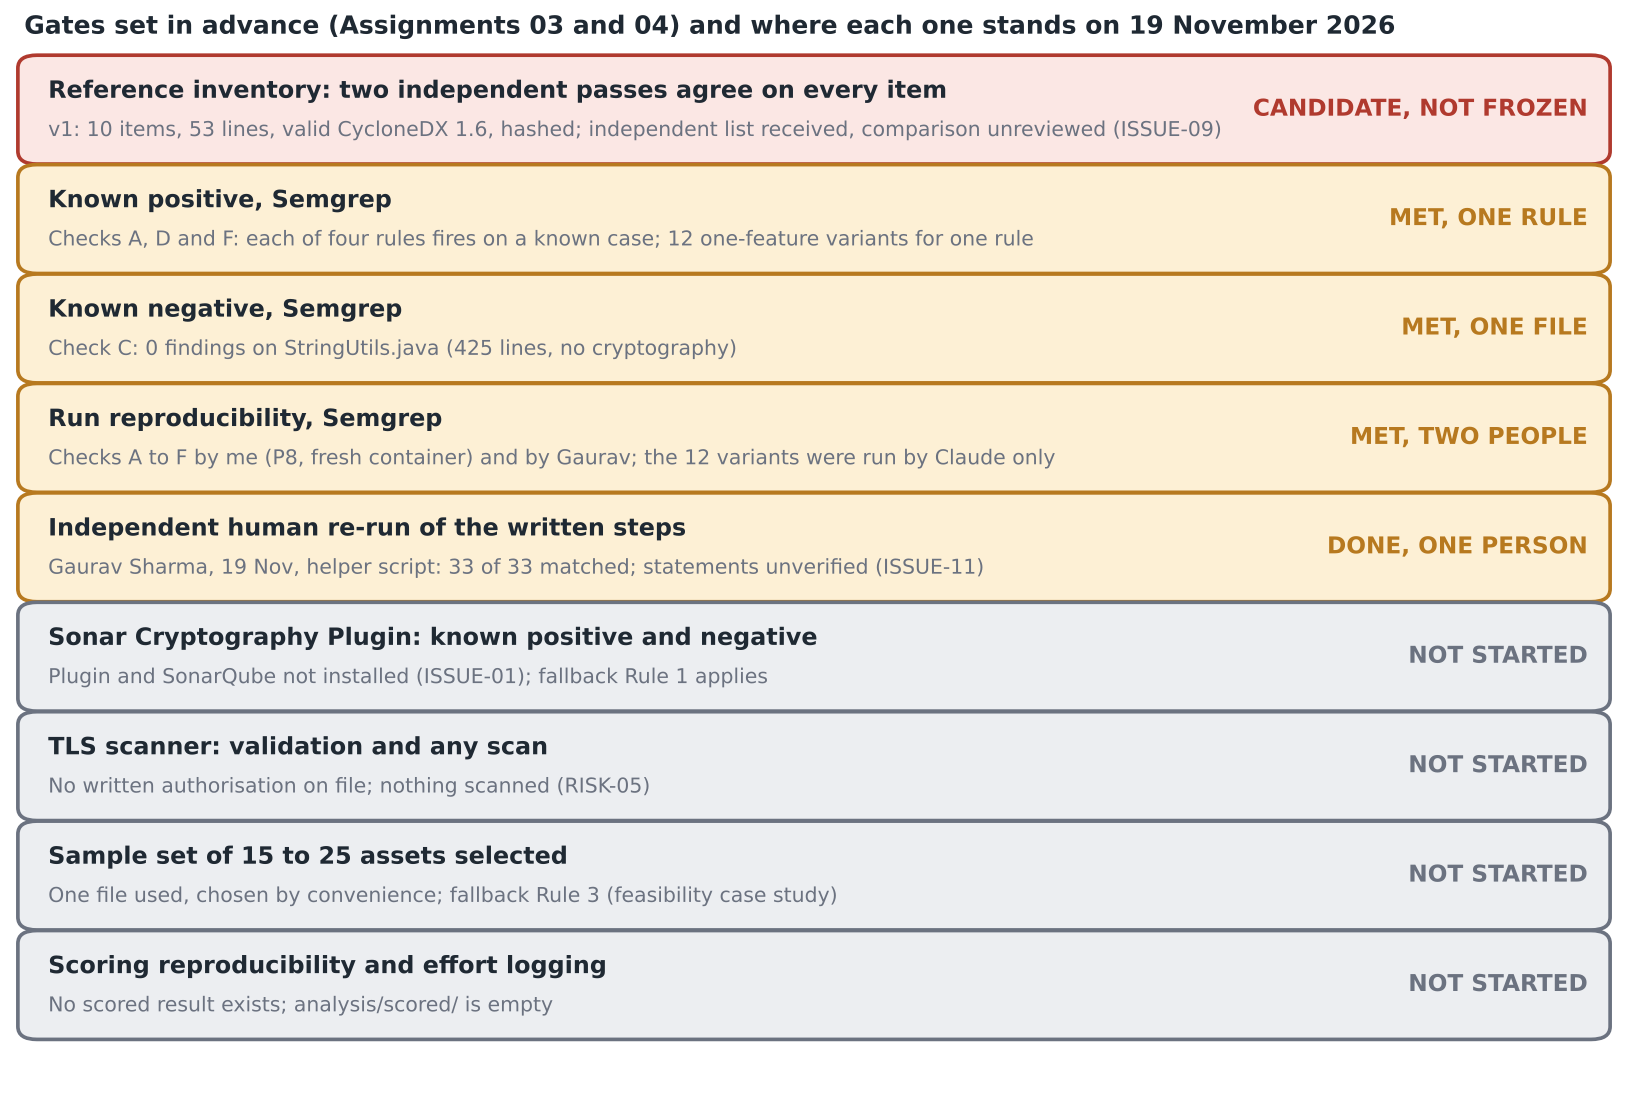 Gates set in advance (Assignments 03 and 04) and where each one stands on 19 November 2026
Reference inventory: two independent passes agree on every item
CANDIDATE, NOT FROZEN
v1: 10 items, 53 lines, valid CycloneDX 1.6, hashed; independent list received, comparison unreviewed (ISSUE-09)
Known positive, Semgrep
MET, ONE RULE
Checks A, D and F: each of four rules fires on a known case; 12 one-feature variants for one rule
Known negative, Semgrep
MET, ONE FILE
Check C: 0 findings on StringUtils.java (425 lines, no cryptography)
Run reproducibility, Semgrep
MET, TWO PEOPLE
Checks A to F by me (P8, fresh container) and by Gaurav; the 12 variants were run by Claude only
Independent human re-run of the written steps
DONE, ONE PERSON
Gaurav Sharma, 19 Nov, helper script: 33 of 33 matched; statements unverified (ISSUE-11)
Sonar Cryptography Plugin: known positive and negative
NOT STARTED
Plugin and SonarQube not installed (ISSUE-01); fallback Rule 1 applies
TLS scanner: validation and any scan
NOT STARTED
No written authorisation on file; nothing scanned (RISK-05)
Sample set of 15 to 25 assets selected
NOT STARTED
One file used, chosen by convenience; fallback Rule 3 (feasibility case study)
Scoring reproducibility and effort logging
NOT STARTED
No scored result exists; analysis/scored/ is empty